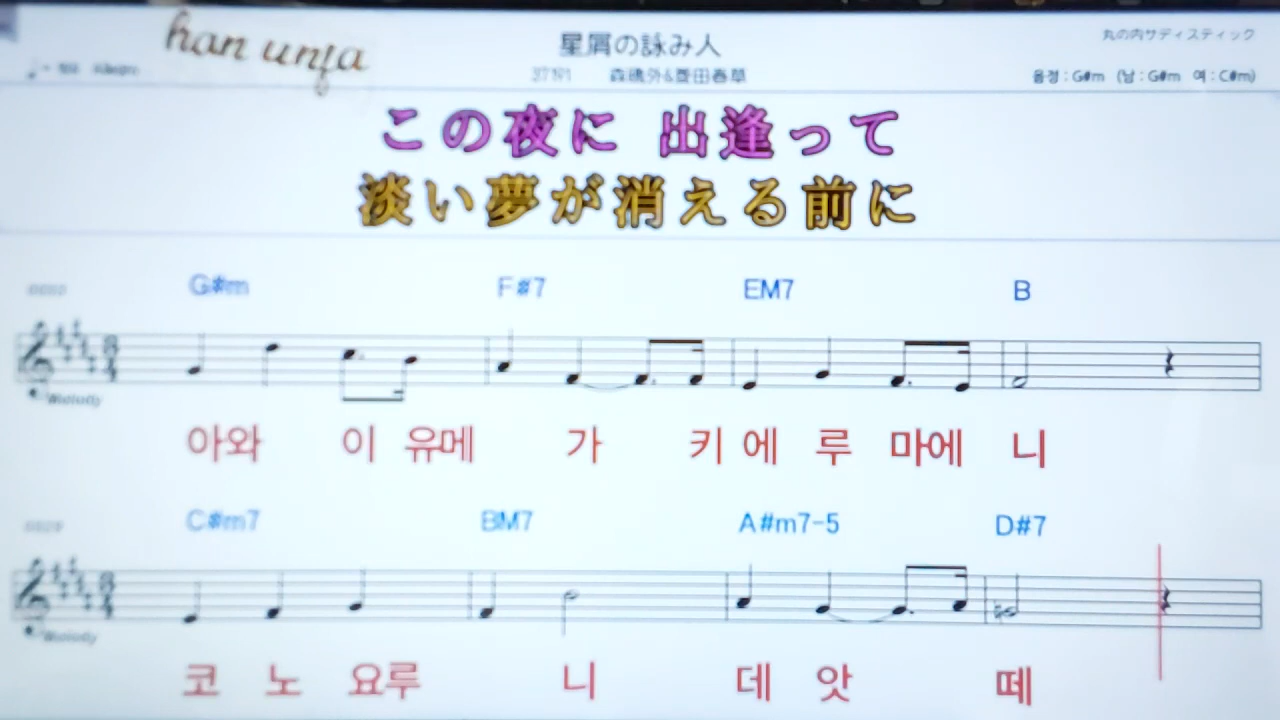 han unja
星屑の詠み人
丸の内サディスティック
森鴎外&菱田春草
음정 : G#m (남 : G#m 여 : C#m)
この夜に 出逢って
淡い夢が消える前に
G#m F#7 EM7 B
Melody
아와 이 유메 가 키 에 루 마에 니
C#m7 BM7 A#m7-5 D#7
Melody
코 노 요루 니 데 앗 떼